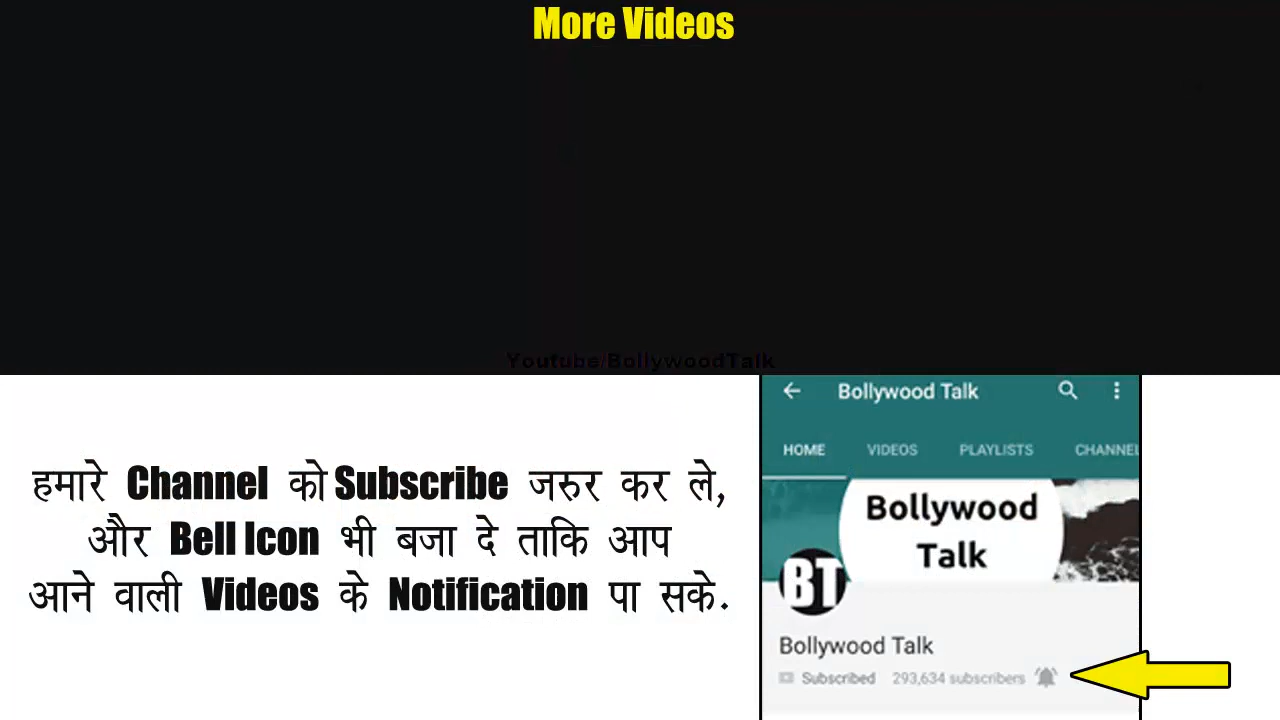 More Videos
Youtube/BollywoodTalk
हमारे Channel को Subscribe जरुर कर ले,
और Bell Icon भी बजा दे ताकि आप
आने वाली Videos के Notification पा सके.
Bollywood Talk
HOME VIDEOS PLAYLISTS CHANNEL
Bollywood
Talk
BT
Bollywood Talk
Subscribed 293,634 subscribers